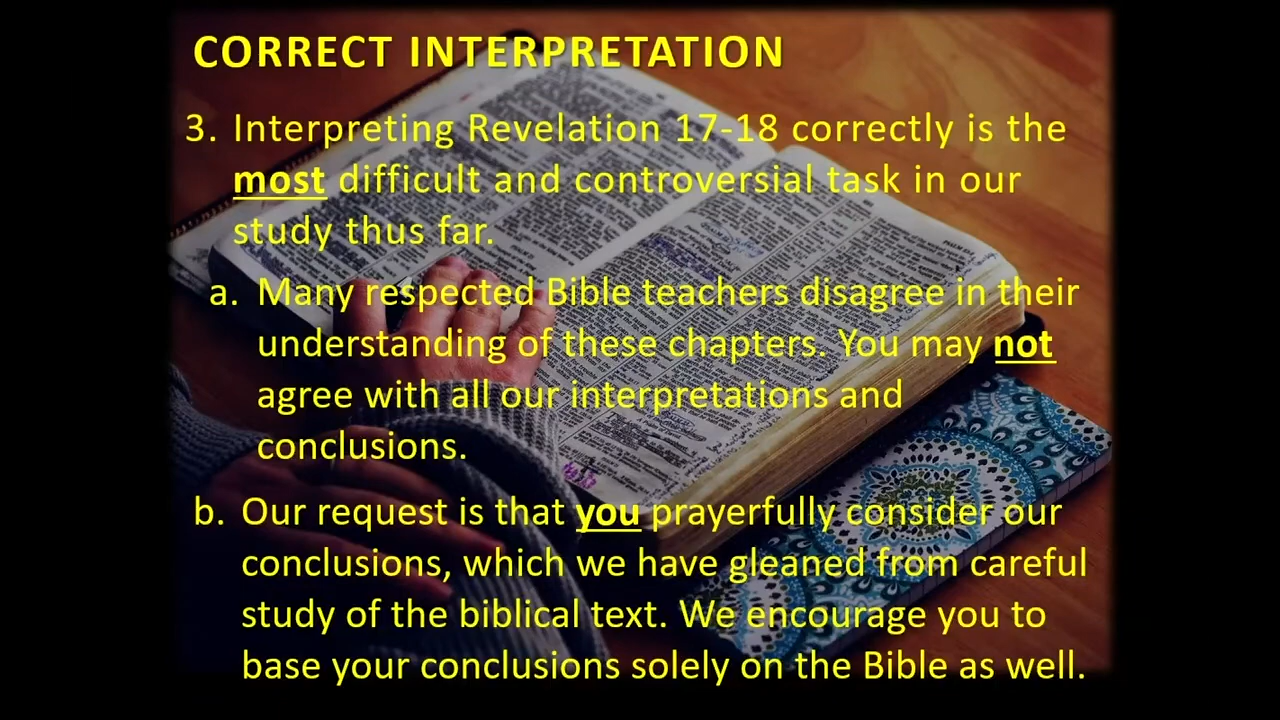 CORRECT INTERPRETATION
3. Interpreting Revelation 17-18 correctly is the
most difficult and controversial task in our
study thus far.
a. Many respected Bible teachers disagree in their
understanding of these chapters. You may not
agree with all our interpretations and
conclusions.
b. Our request is that you prayerfully consider our
conclusions, which we have gleaned from careful
study of the biblical text. We encourage you to
base your conclusions solely on the Bible as well.